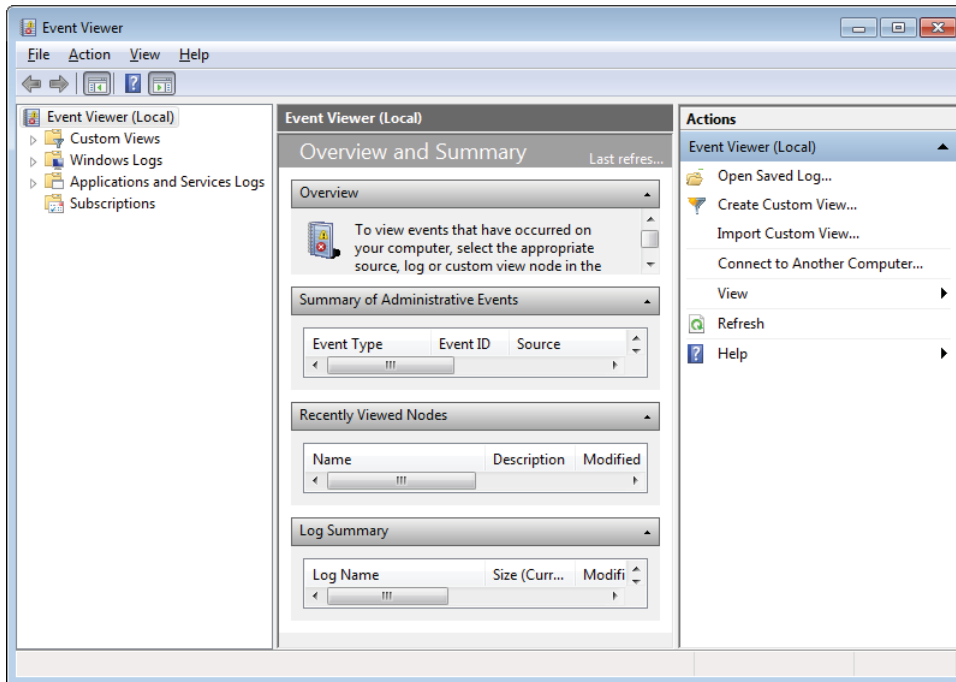 Event Viewer
File Action View Help
Event Viewer (Local)
Custom Views
Windows Logs
Applications and Services Logs
Subscriptions
Event Viewer (Local)
Overview and Summary Last refres...
Overview
To view events that have occurred on
your computer, select the appropriate
source, log or custom view node in the
Summary of Administrative Events
Event Type Event ID Source
Recently Viewed Nodes
Name Description Modified
Log Summary
Log Name Size (Curr... Modifi
Actions
Event Viewer (Local)
Open Saved Log...
Create Custom View...
Import Custom View...
Connect to Another Computer...
View
Refresh
Help